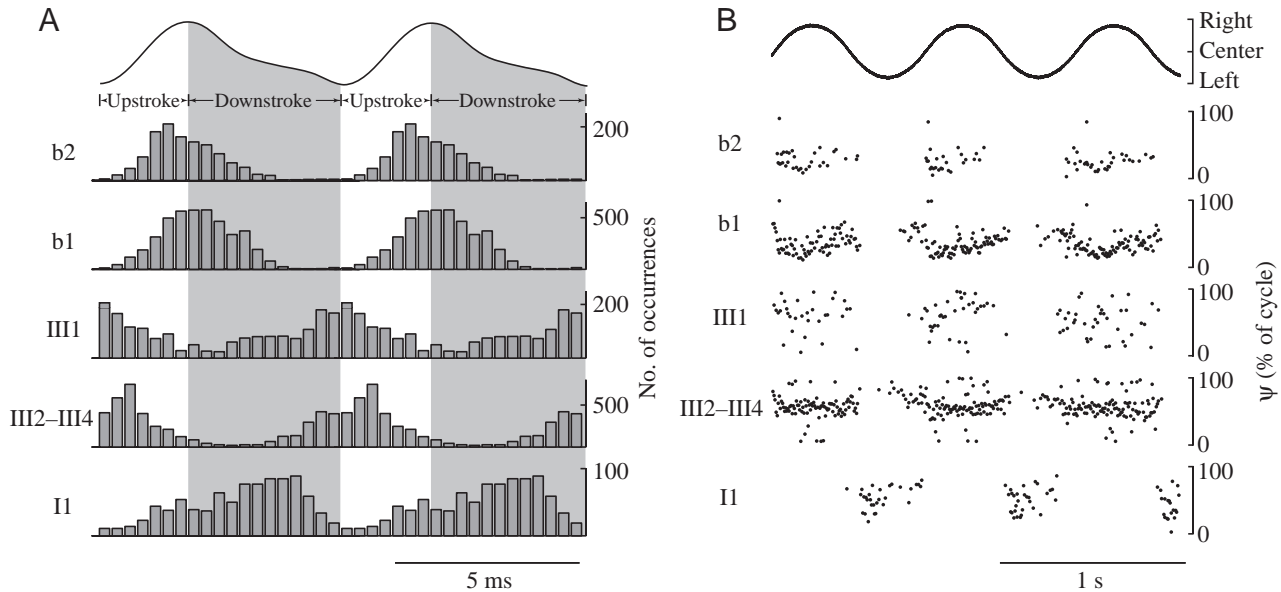 A
Upstroke
Downstroke
Upstroke
Downstroke
b2
200
b1
500
III1
200
III2–III4
500
I1
100
No. of occurrences
5 ms
B
Right
Center
Left
b2
100
0
b1
100
0
III1
100
0
III2–III4
100
0
I1
100
0
ψ (% of cycle)
1 s